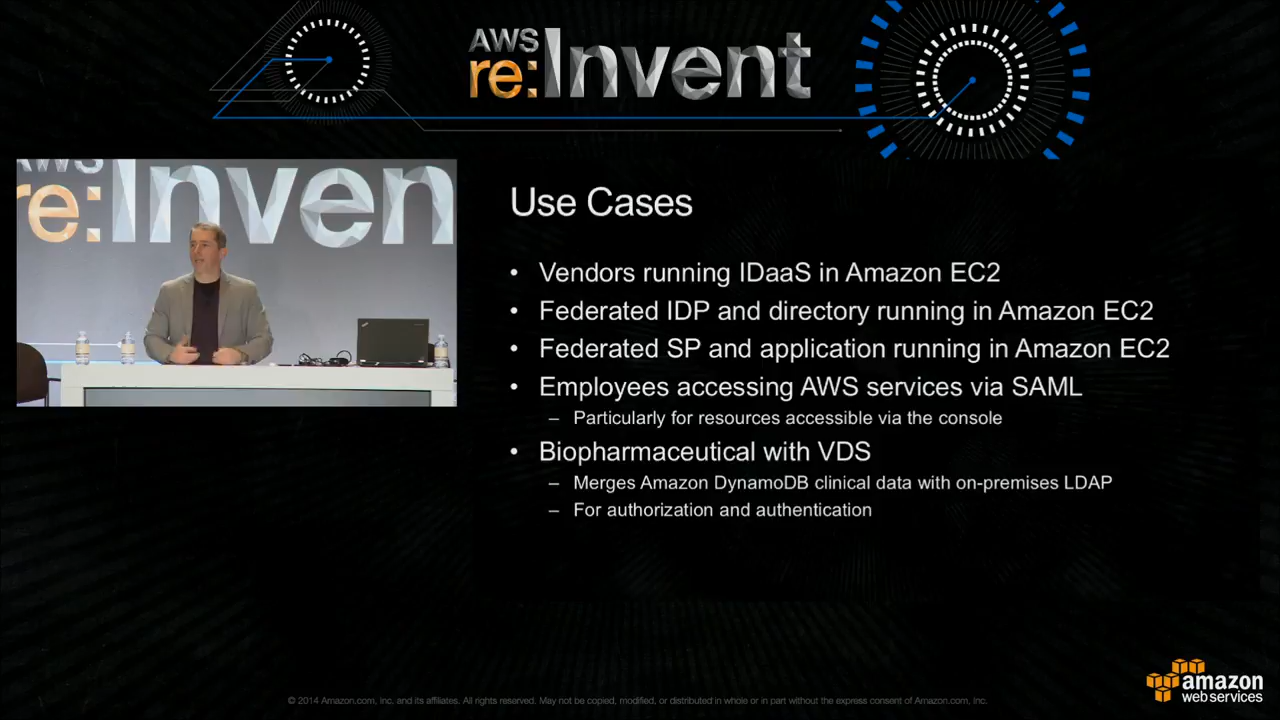 AWS
re:Invent
AWS
re:Inven
Use Cases
• Vendors running IDaaS in Amazon EC2
• Federated IDP and directory running in Amazon EC2
• Federated SP and application running in Amazon EC2
• Employees accessing AWS services via SAML
– Particularly for resources accessible via the console
• Biopharmaceutical with VDS
– Merges Amazon DynamoDB clinical data with on-premises LDAP
– For authorization and authentication
© 2014 Amazon.com, inc. and its affiliates. All rights reserved. May not be copied, modified, or distributed in whole or in part without the express consent of Amazon.com, inc.
amazon
web services